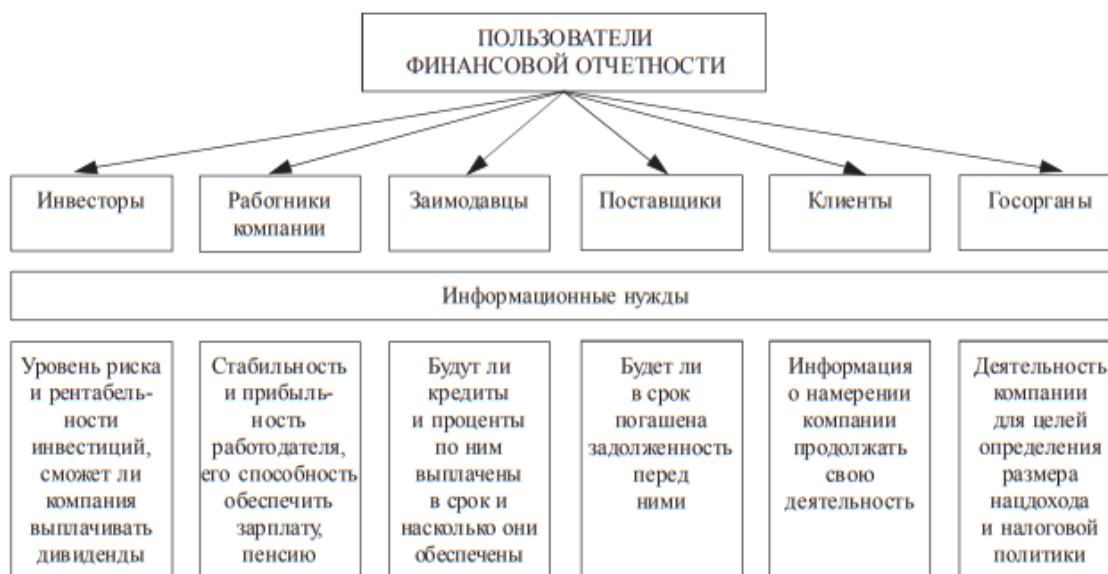 ПОЛЬЗОВАТЕЛИ
ФИНАНСОВОЙ ОТЧЕТНОСТИ
Инвесторы
Работники
компании
Заимодавцы
Поставщики
Клиенты
Госорганы
Информационные нужды
Уровень риска
и рентабель-
ности
инвестиций,
сможет ли
компания
выплачивать
дивиденды
Стабильность
и прибыль-
ность
работодателя,
его способность
обеспечить
зарплату,
пенсию
Будут ли
кредиты
и проценты
по ним
выплачены
в срок и
насколько они
обеспечены
Будет ли
в срок
погашена
задолженность
перед
ними
Информация
о намерении
компании
продолжать
свою
деятельность
Деятельность
компании
для целей
определения
размера
нацдохода
и налоговой
политики